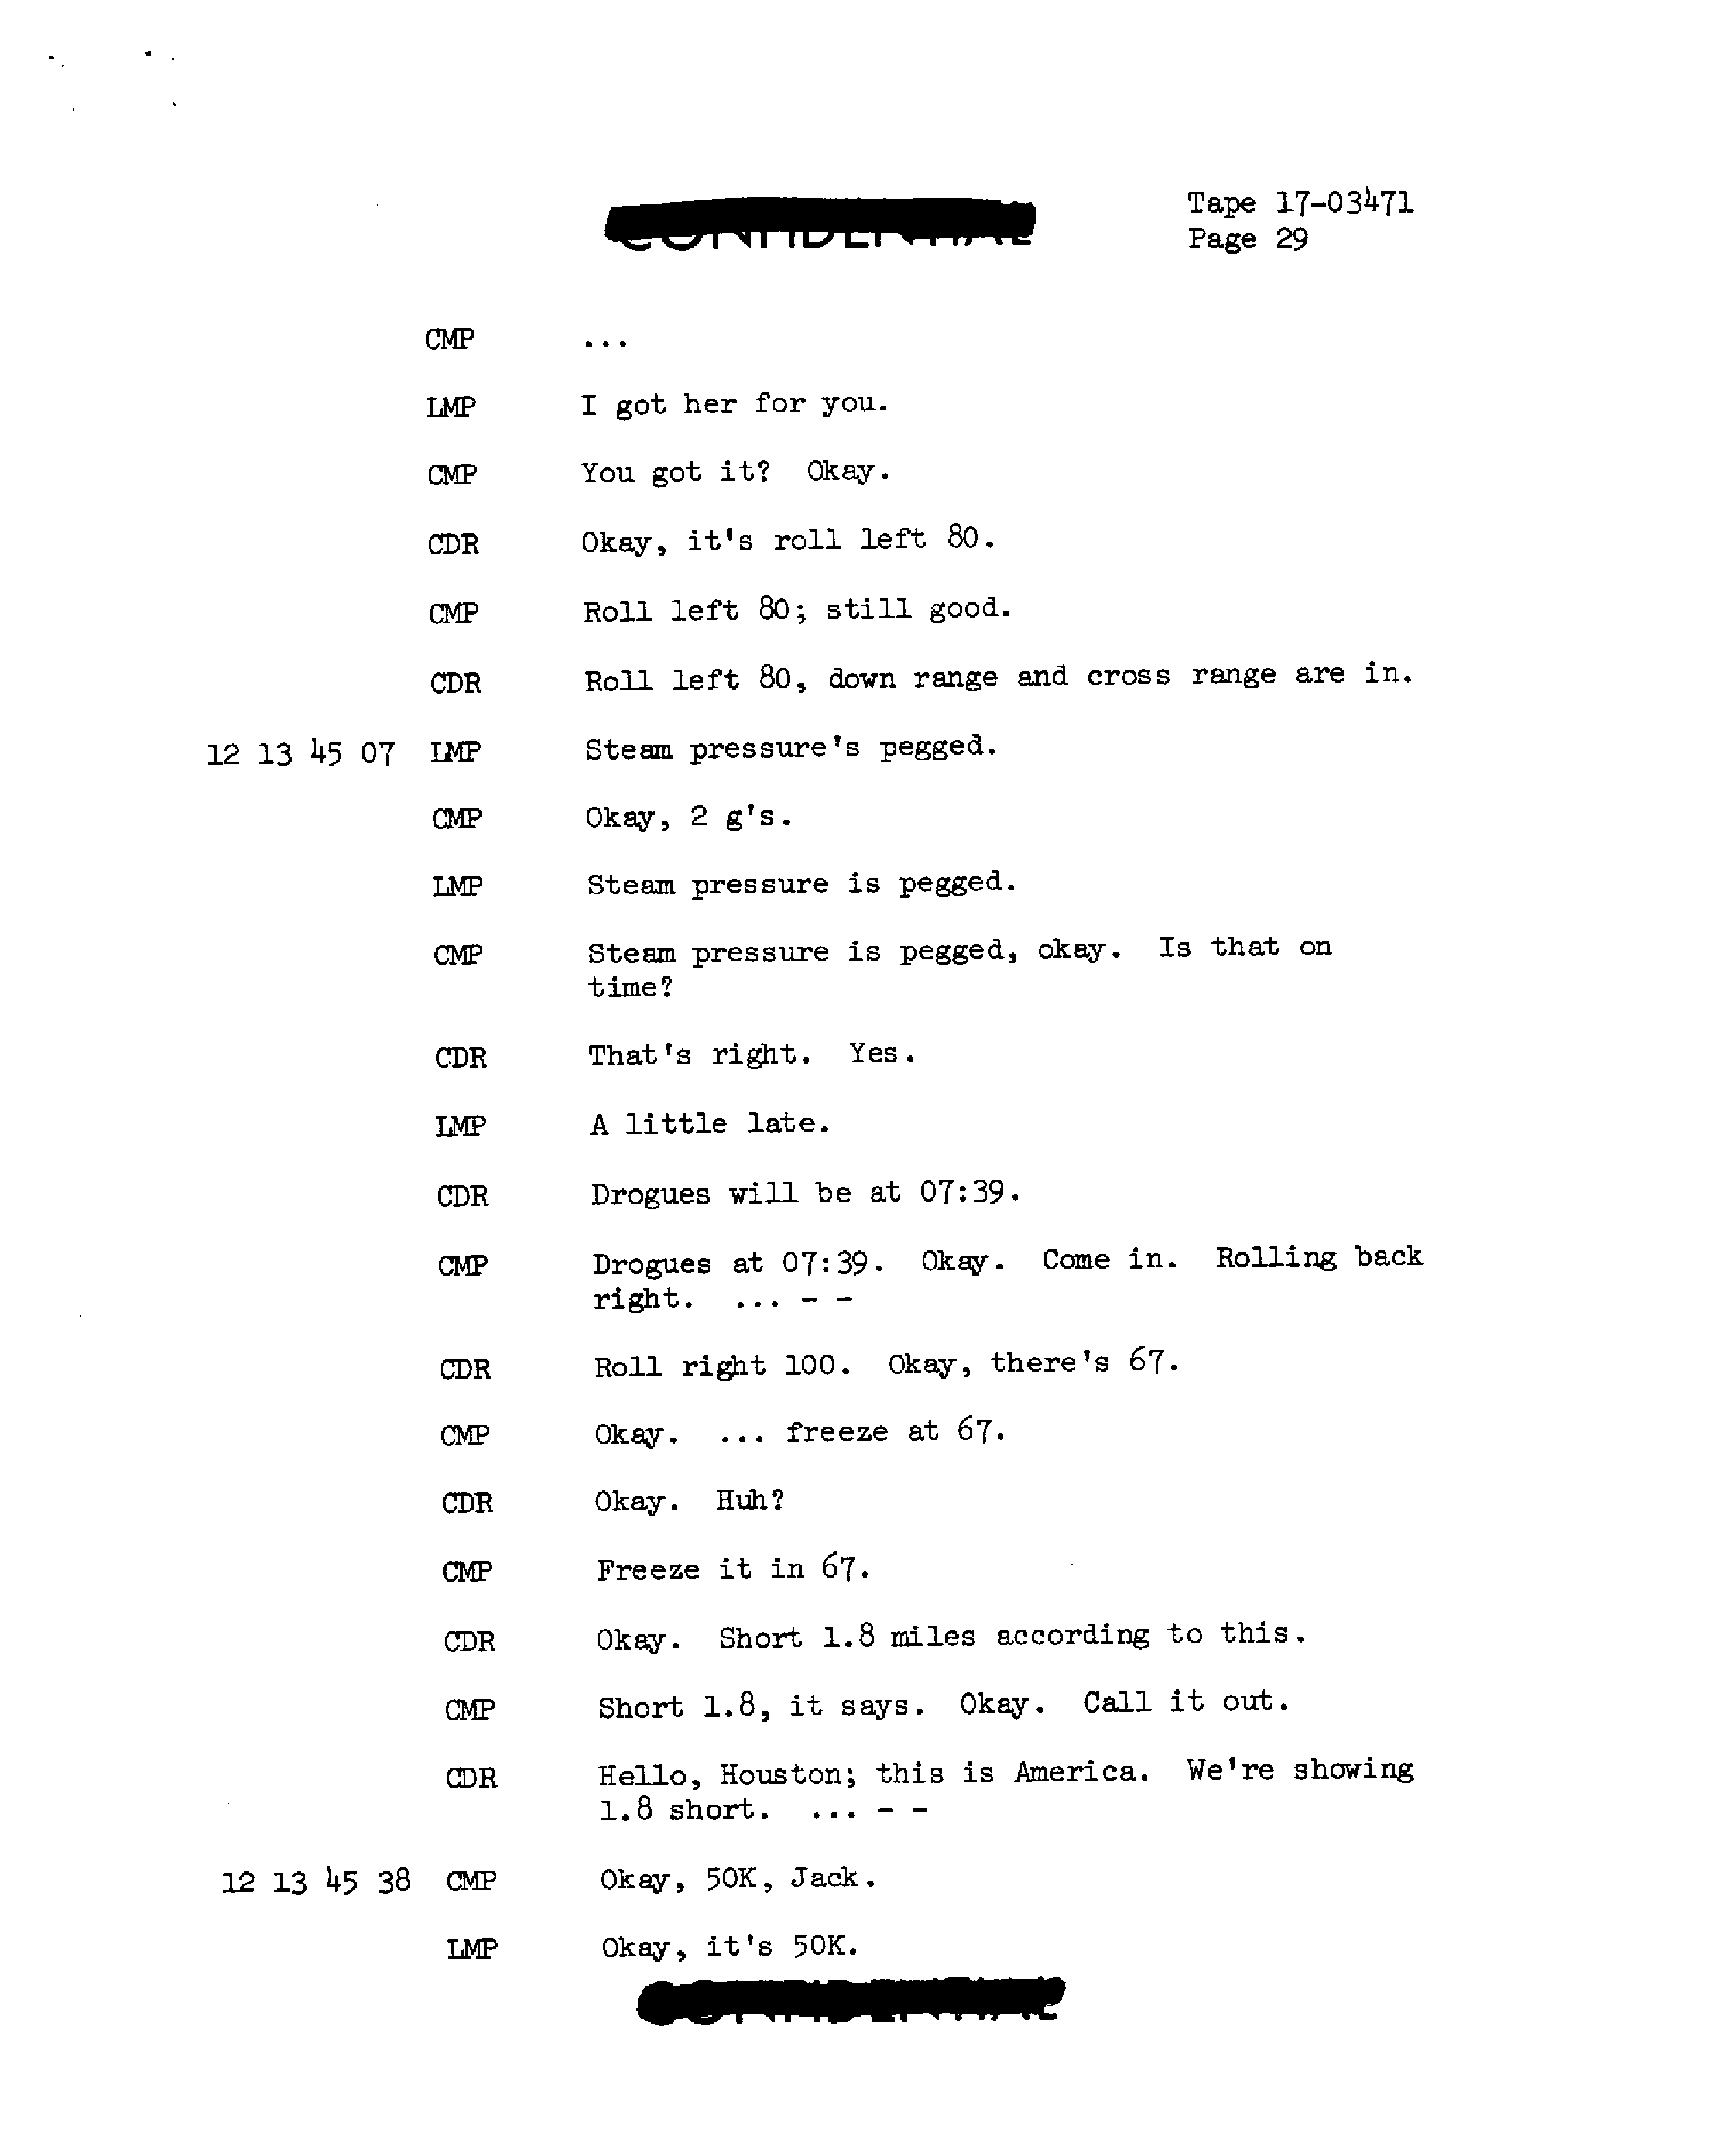 CONFIDENTIAL
Tape 17-03471
Page 29
CMP ...
LMP I got her for you.
CMP You got it? Okay.
CDR Okay, it's roll left 80.
CMP Roll left 80; still good.
CDR Roll left 80, down range and cross range are in.
12 13 45 07 LMP Steam pressure's pegged.
CMP Okay, 2 g's.
LMP Steam pressure is pegged.
CMP Steam pressure is pegged, okay. Is that on
time?
CDR That's right. Yes.
LMP A little late.
CDR Drogues will be at 07:39.
CMP Drogues at 07:39. Okay. Come in. Rolling back
right. ... - -
CDR Roll right 100. Okay, there's 67.
CMP Okay. ... freeze at 67.
CDR Okay. Huh?
CMP Freeze it in 67.
CDR Okay. Short 1.8 miles according to this.
CMP Short 1.8, it says. Okay. Call it out.
CDR Hello, Houston; this is America. We're showing
1.8 short. ... - -
12 13 45 38 CMP Okay, 50K, Jack.
LMP Okay, it's 50K.
CONFIDENTIAL